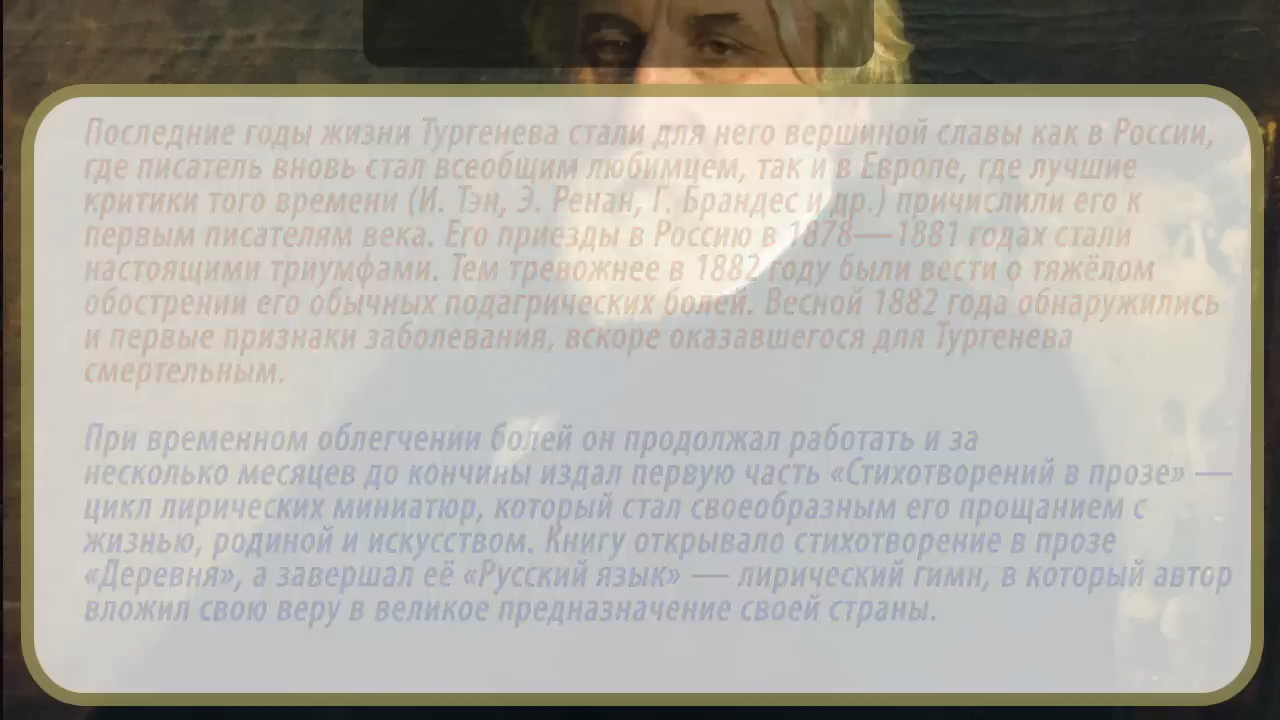 Последние годы жизни Тургенева стали для него вершиной славы как в России,
где писатель вновь стал всеобщим любимцем, так и в Европе, где лучшие
критики того времени (И. Тэн, Э. Ренан, Г. Брандес и др.) причислили его к
первым писателям века. Его приезды в Россию в 1878—1881 годах стали
настоящими триумфами. Тем тревожнее в 1882 году были вести о тяжёлом
обострении его обычных подагрических болей. Весной 1882 года обнаружились
и первые признаки заболевания, вскоре оказавшегося для Тургенева
смертельным.
При временном облегчении болей он продолжал работать и за
несколько месяцев до кончины издал первую часть «Стихотворений в прозе» —
цикл лирических миниатюр, который стал своеобразным его прощанием с
жизнью, родиной и искусством. Книгу открывало стихотворение в прозе
«Деревня», а завершал её «Русский язык» — лирический гимн, в который автор
вложил свою веру в великое предназначение своей страны.